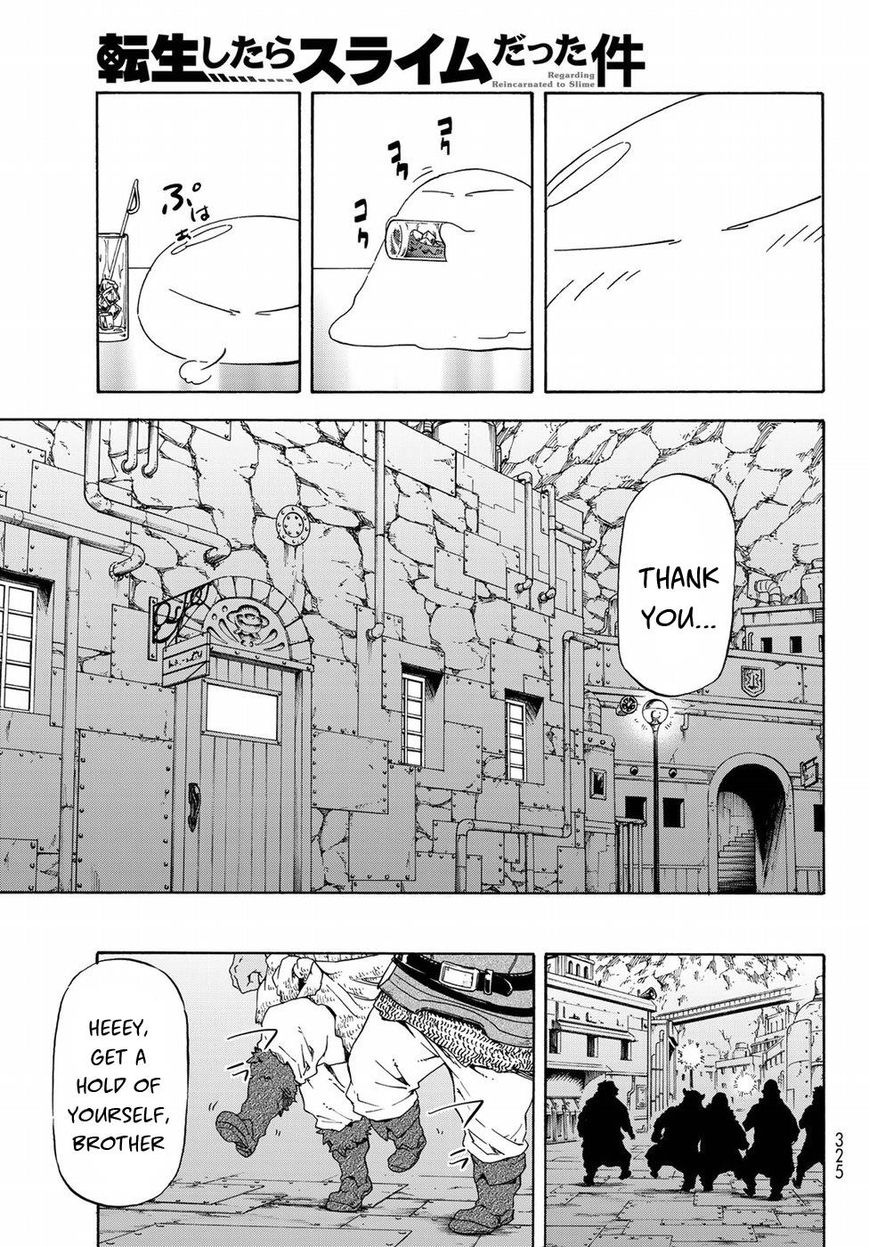 転生したらスライムだった件
Regarding
Reincarnated to Slime
コク
コク
コク
ぷはぁ
THANK
YOU...
HEEEY,
GET A
HOLD OF
YOURSELF,
BROTHER
325